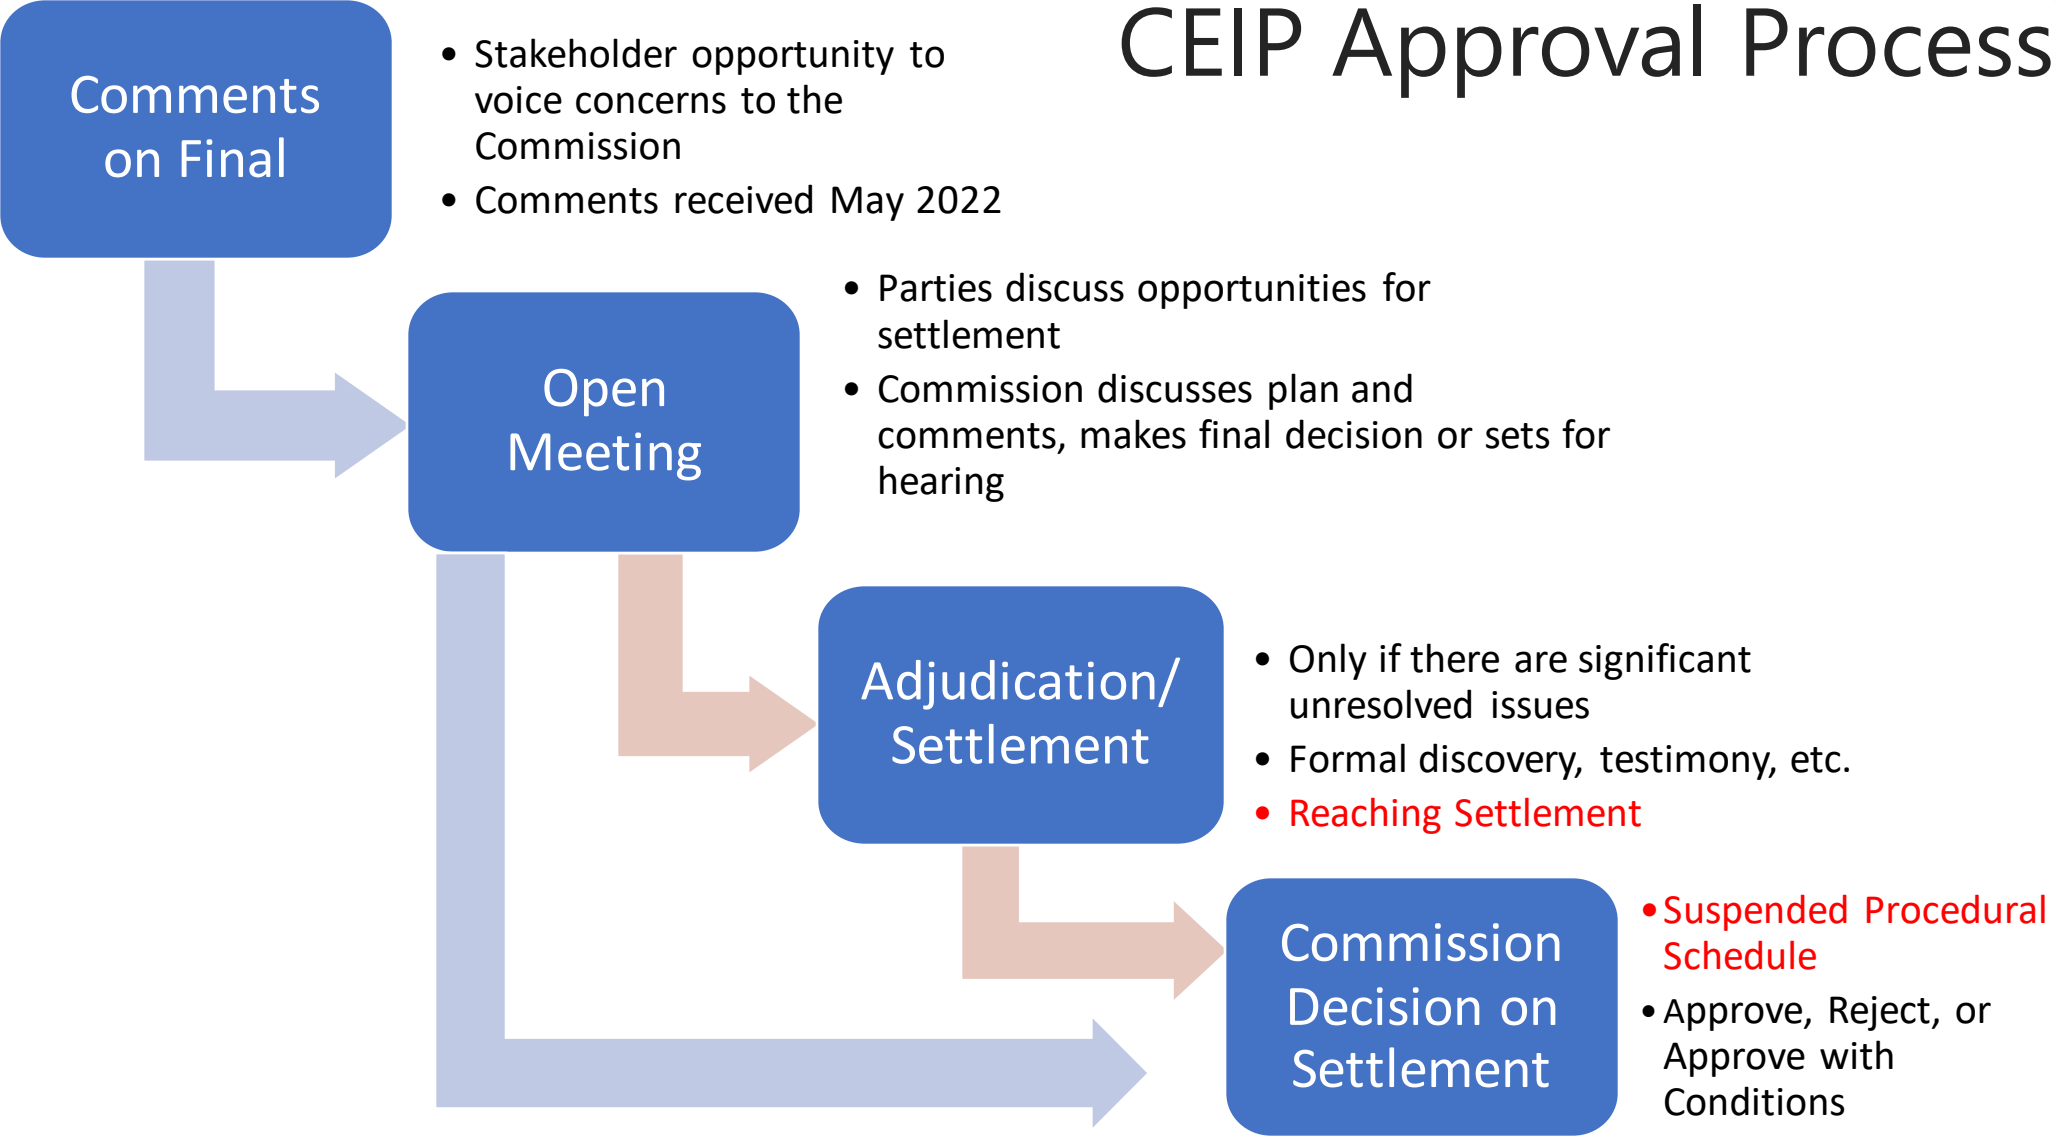 CEIP Approval Process
Comments
on Final
• Stakeholder opportunity to
voice concerns to the
Commission
• Comments received May 2022
Open
Meeting
• Parties discuss opportunities for
settlement
• Commission discusses plan and
comments, makes final decision or sets for
hearing
Adjudication/
Settlement
• Only if there are significant
unresolved issues
• Formal discovery, testimony, etc.
• Reaching Settlement
Commission
Decision on
Settlement
• Suspended Procedural
Schedule
• Approve, Reject, or
Approve with
Conditions